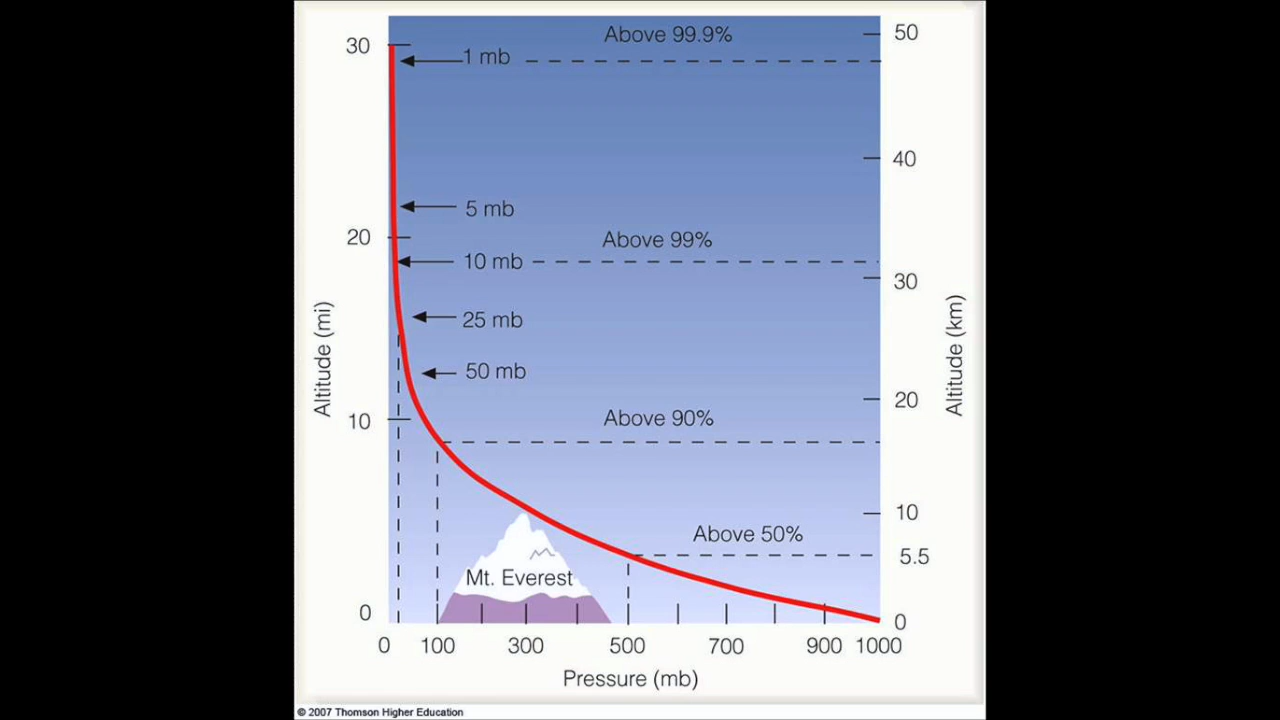 Above 99.9%
50
30
1 mb
40
5 mb
20
Above 99%
10 mb
30
25 mb
Altitude (mi)
Altitude (km)
50 mb
20
Above 90%
10
10
Above 50%
5.5
Mt. Everest
0
0
0 100 300 500 700 900 1000
Pressure (mb)
© 2007 Thomson Higher Education